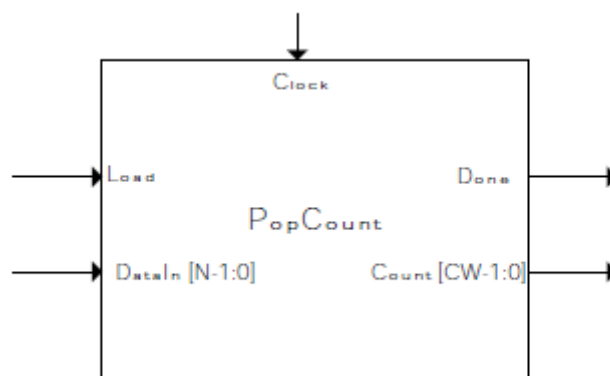 Clock
Load
Done
PopCount
DataIn [N-1:0]
Count [CW-1:0]